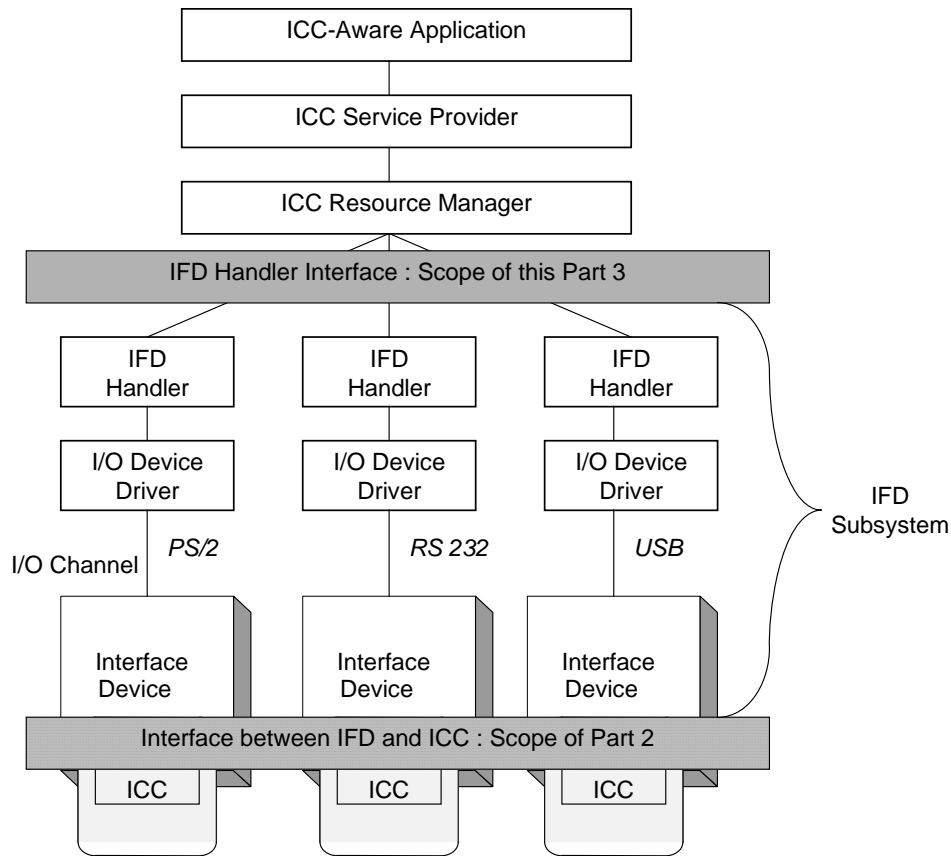 ICC-Aware Application
ICC Service Provider
ICC Resource Manager
IFD Handler Interface : Scope of this Part 3
IFD
Handler
IFD
Handler
IFD
Handler
I/O Device
Driver
I/O Device
Driver
I/O Device
Driver
IFD
Subsystem
I/O Channel
PS/2
RS 232
USB
Interface
Device
Interface
Device
Interface
Device
Interface between IFD and ICC : Scope of Part 2
ICC
ICC
ICC